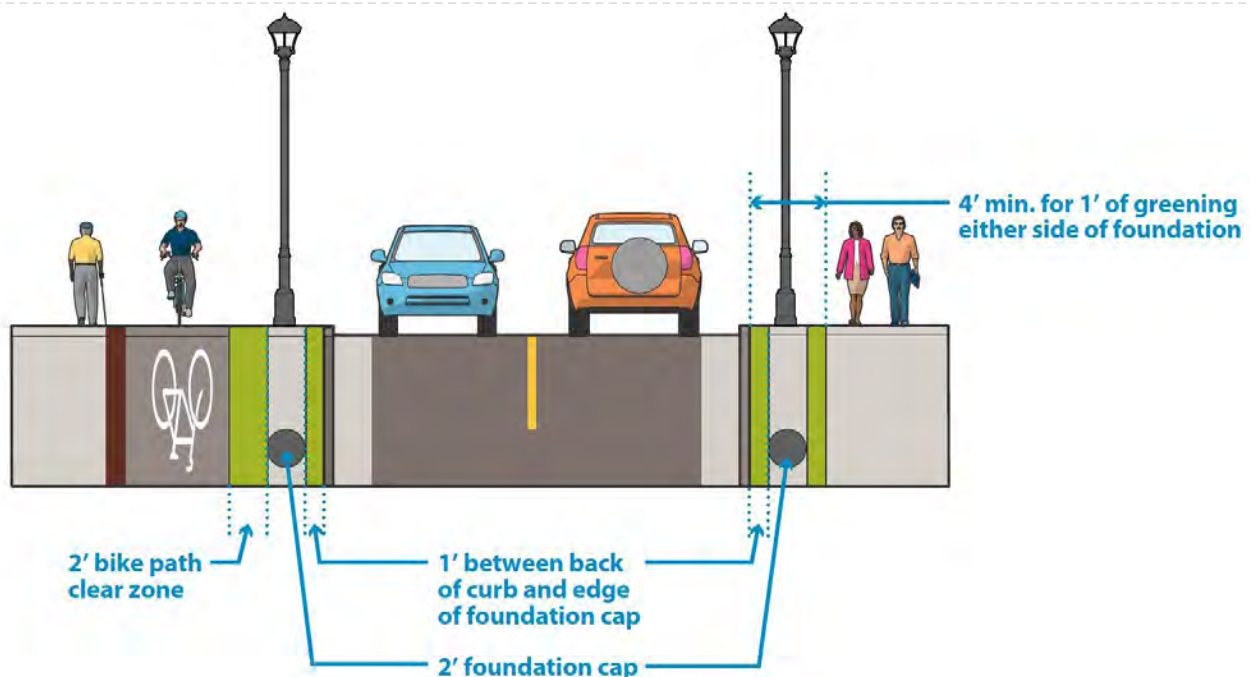 4’ min. for 1’ of greening
either side of foundation
2’ bike path
clear zone
1’ between back
of curb and edge
of foundation cap
2’ foundation cap